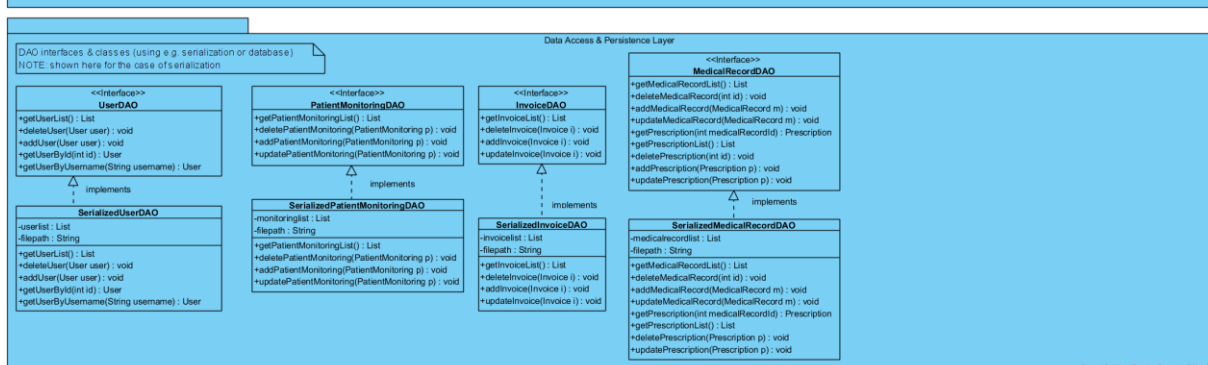 Data Access & Persistence Layer
DAO interfaces & classes (using e.g. serialization or database)
NOTE: shown here for the case of serialization
<<Interface>>
UserDAO
+getUserList() : List
+deleteUser(User user) : void
+addUser(User user) : void
+getUserById(int id) : User
+getUserByUsername(String username) : User
implements
SerializedUserDAO
-userlist : List
-filepath : String
+getUserList() : List
+deleteUser(User user) : void
+addUser(User user) : void
+getUserById(int id) : User
+getUserByUsername(String username) : User
<<Interface>>
PatientMonitoringDAO
+getPatientMonitoringList() : List
+deletePatientMonitoring(PatientMonitoring p) : void
+addPatientMonitoring(PatientMonitoring p) : void
+updatePatientMonitoring(PatientMonitoring p) : void
implements
SerializedPatientMonitoringDAO
-monitoringlist : List
-filepath : String
+getPatientMonitoringList() : List
+deletePatientMonitoring(PatientMonitoring p) : void
+addPatientMonitoring(PatientMonitoring p) : void
+updatePatientMonitoring(PatientMonitoring p) : void
<<Interface>>
InvoiceDAO
+getInvoiceList() : List
+deleteInvoice(Invoice i) : void
+addInvoice(Invoice i) : void
+updateInvoice(Invoice i) : void
implements
SerializedInvoiceDAO
-invoicelist : List
-filepath : String
+getInvoiceList() : List
+deleteInvoice(Invoice i) : void
+addInvoice(Invoice i) : void
+updateInvoice(Invoice i) : void
<<Interface>>
MedicalRecordDAO
+getMedicalRecordList() : List
+deleteMedicalRecord(int id) : void
+addMedicalRecord(MedicalRecord m) : void
+updateMedicalRecord(MedicalRecord m) : void
+getPrescription(int medicalRecordId) : Prescription
+getPrescriptionList() : List
+deletePrescription(int id) : void
+addPrescription(Prescription p) : void
+updatePrescription(Prescription p) : void
implements
SerializedMedicalRecordDAO
-medicalrecordlist : List
-filepath : String
+getMedicalRecordList() : List
+deleteMedicalRecord(int id) : void
+addMedicalRecord(MedicalRecord m) : void
+updateMedicalRecord(MedicalRecord m) : void
+getPrescription(int medicalRecordId) : Prescription
+getPrescriptionList() : List
+deletePrescription(Prescription p) : void
+updatePrescription(Prescription p) : void